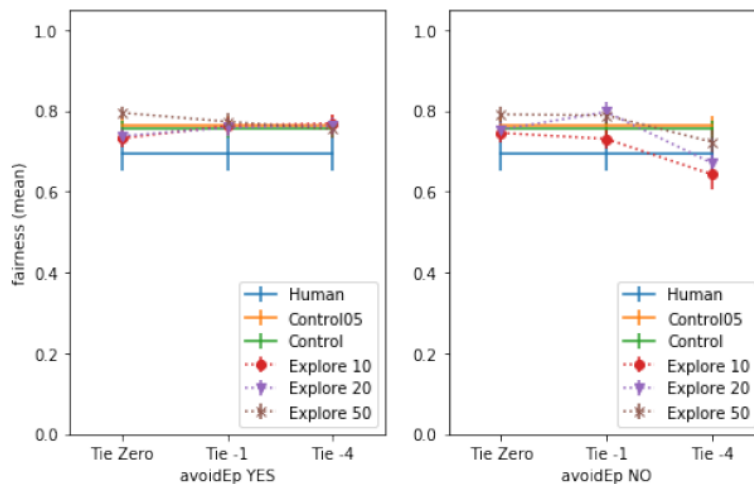 fairness (mean)
1.0
0.8
0.6
0.4
0.2
0.0
Human
Control05
Control
Explore 10
Explore 20
Explore 50
Tie Zero
Tie -1
Tie -4
avoidEp YES
1.0
0.8
0.6
0.4
0.2
0.0
Human
Control05
Control
Explore 10
Explore 20
Explore 50
Tie Zero
Tie -1
Tie -4
avoidEp NO